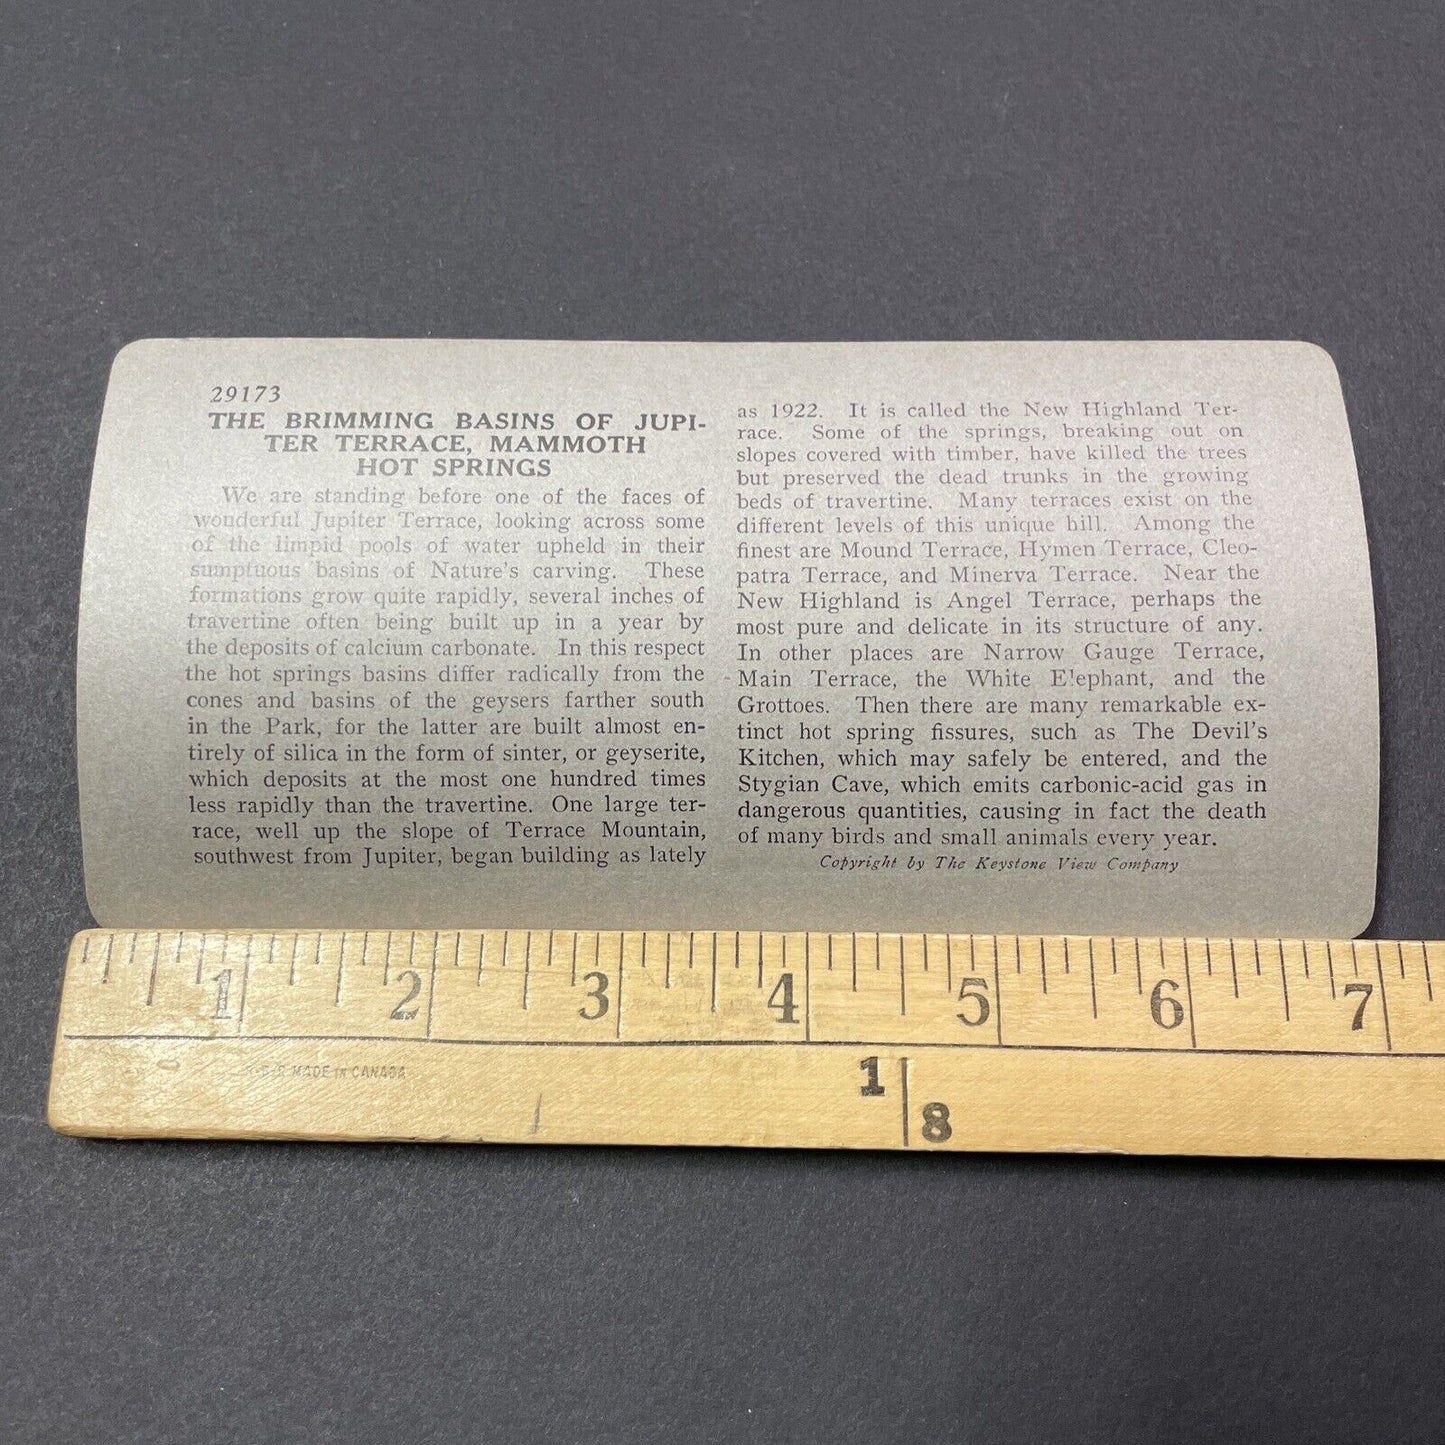 29173
THE BRIMMING BASINS OF JUPI-
TER TERRACE, MAMMOTH
HOT SPRINGS
We are standing before one of the faces of
wonderful Jupiter Terrace, looking across some
of the limpid pools of water upheld in their
sumptuous basins of Nature's carving. These
formations grow quite rapidly, several inches of
travertine often being built up in a year by
the deposits of calcium carbonate. In this respect
the hot springs basins differ radically from the
cones and basins of the geysers farther south
in the Park, for the latter are built almost en-
tirely of silica in the form of sinter, or geyserite,
which deposits at the most one hundred times
less rapidly than the travertine. One large ter-
race, well up the slope of Terrace Mountain,
southwest from Jupiter, began building as lately
as 1922. It is called the New Highland Ter-
race. Some of the springs, breaking out on
slopes covered with timber, have killed the trees
but preserved the dead trunks in the growing
beds of travertine. Many terraces exist on the
different levels of this unique hill. Among the
finest are Mound Terrace, Hymen Terrace, Cleo-
patra Terrace, and Minerva Terrace. Near the
New Highland is Angel Terrace, perhaps the
most pure and delicate in its structure of any.
In other places are Narrow Gauge Terrace,
Main Terrace, the White Elephant, and the
Grottoes. Then there are many remarkable ex-
tinct hot spring fissures, such as The Devil's
Kitchen, which may safely be entered, and the
Stygian Cave, which emits carbonic-acid gas in
dangerous quantities, causing in fact the death
of many birds and small animals every year.
Copyright by The Keystone View Company
1 2 3 4 5 6 7
MADE IN CANADA
1
8